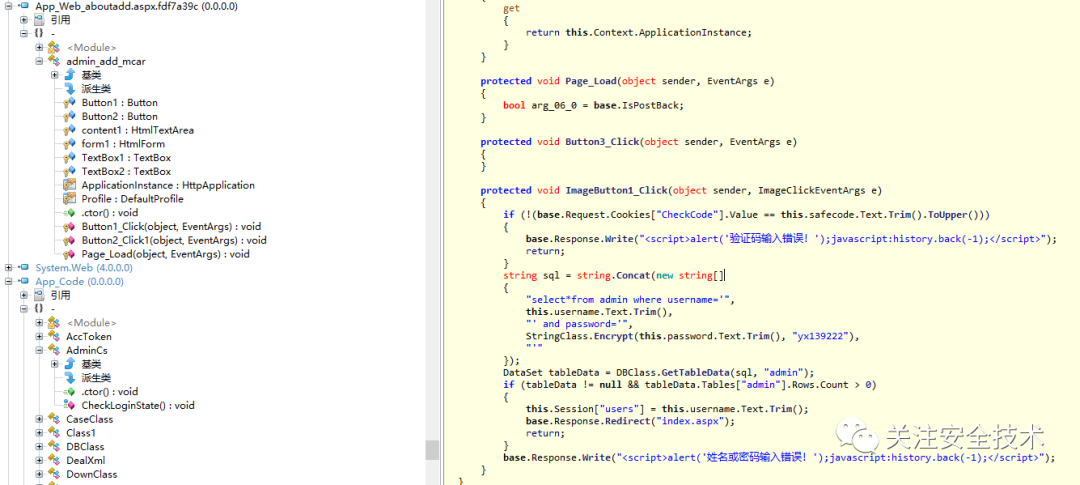 App_Web_aboutadd.aspx.fdf7a39c (0.0.0.0)
引用
{} -
<Module>
admin_add_mcar
基类
派生类
Button1 : Button
Button2 : Button
content1 : HtmlTextArea
form1 : HtmlForm
TextBox1 : TextBox
TextBox2 : TextBox
ApplicationInstance : HttpApplication
Profile : DefaultProfile
.ctor() : void
Button1_Click(object, EventArgs) : void
Button2_Click1(object, EventArgs) : void
Page_Load(object, EventArgs) : void
System.Web (4.0.0.0)
App_Code (0.0.0.0)
引用
{} -
<Module>
AccToken
AdminCs
基类
派生类
.ctor() : void
CheckLoginState() : void
CaseClass
Class1
DBClass
DealXml
DownClass
{
get
{
return this.Context.ApplicationInstance;
}
}
protected void Page_Load(object sender, EventArgs e)
{
bool arg_06_0 = base.IsPostBack;
}
protected void Button3_Click(object sender, EventArgs e)
{
}
protected void ImageButton1_Click(object sender, ImageClickEventArgs e)
{
if (!(base.Request.Cookies["CheckCode"].Value == this.safecode.Text.Trim().ToUpper()))
{
base.Response.Write("<script>alert('验证码输入错误! ');javascript:history.back(-1);</script>");
return;
}
string sql = string.Concat(new string[]
{
"select*from admin where username='",
this.username.Text.Trim(),
"' and password='",
StringClass.Encrypt(this.password.Text.Trim(), "yx139222"),
"'"
});
DataSet tableData = DBClass.GetTableData(sql, "admin");
if (tableData != null && tableData.Tables["admin"].Rows.Count > 0)
{
this.Session["users"] = this.username.Text.Trim();
base.Response.Redirect("index.aspx");
return;
}
base.Response.Write("<script>alert('姓名或密码输入错误! ');javascript:history.back(-1);</script>");
}
}
关注安全技术